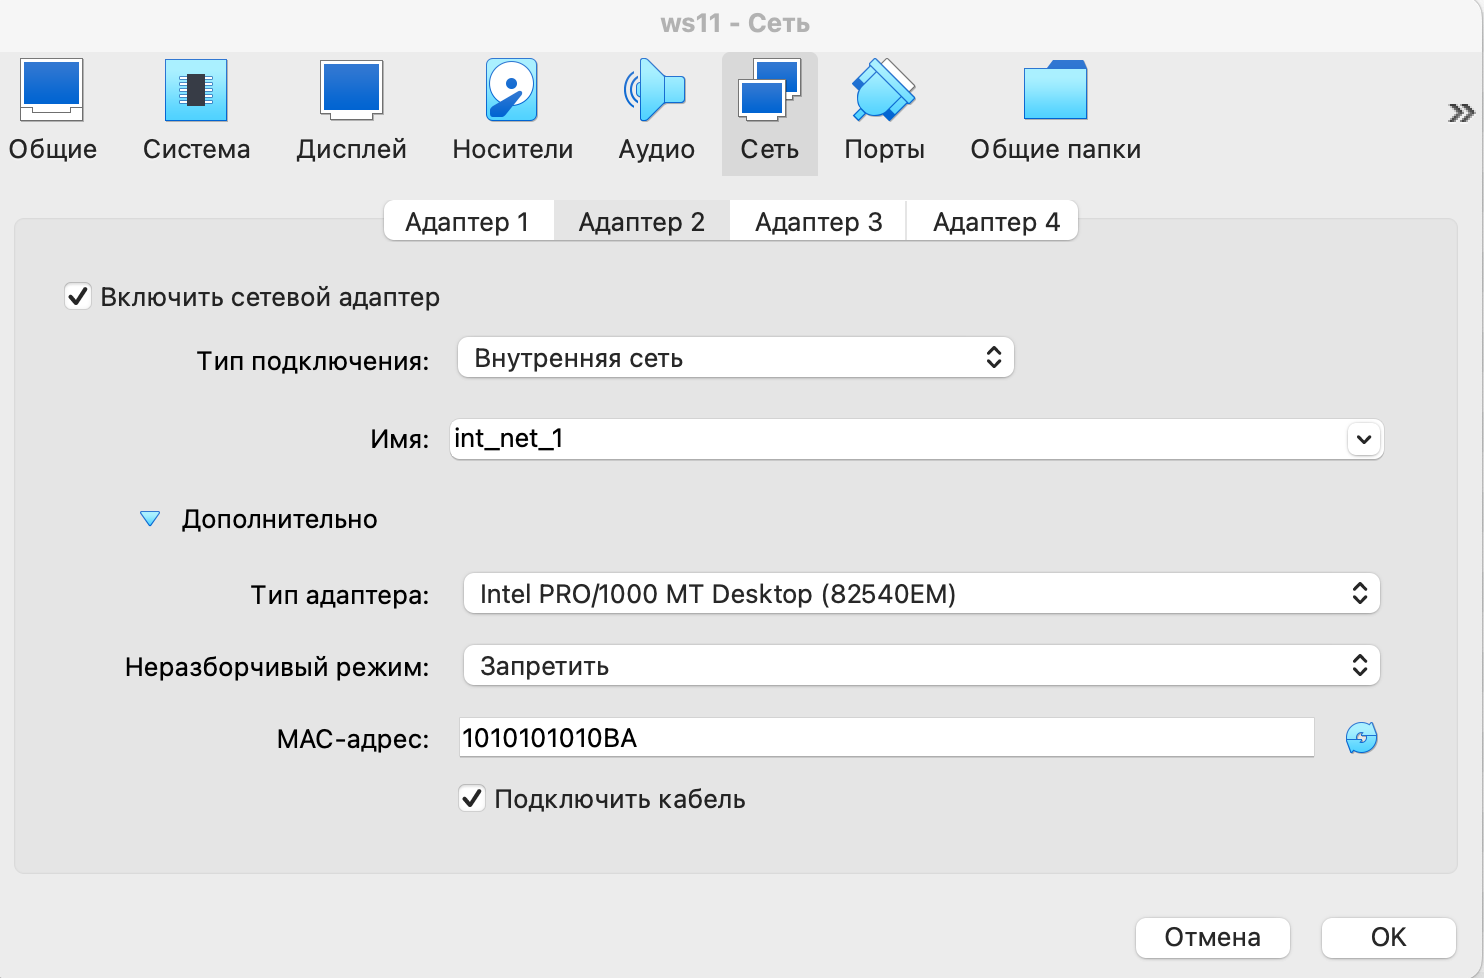 ws11 - Сеть
Общие Система Дисплей Носители Аудио Сеть Порты Общие папки
Адаптер 1 Адаптер 2 Адаптер 3 Адаптер 4
Включить сетевой адаптер
Тип подключения: Внутренняя сеть
Имя: int_net_1
Дополнительно
Тип адаптера: Intel PRO/1000 MT Desktop (82540EM)
Неразборчивый режим: Запретить
MAC-адрес: 1010101010BA
Подключить кабель
Отмена OK